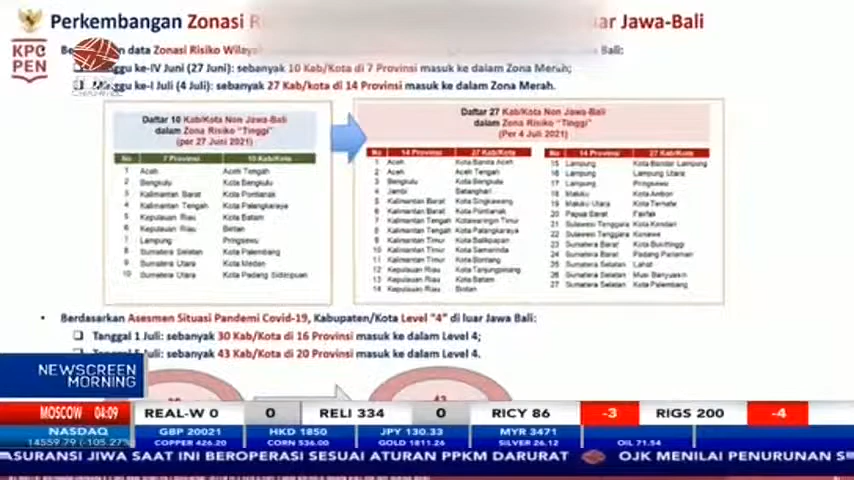 Perkembangan Zonasi R
uar Jawa-Bali
KPC
PEN
data Zonasi Risiko Wilaya
Bali:
ggu ke-IV Juni (27 Juni): sebanyak 10 Kab/Kota di 7 Provinsi masuk ke dalam Zona Merah;
ggu ke-I Juli (4 Juli): sebanyak 27 Kab/kota di 14 Provinsi masuk ke dalam Zona Merah.
CHANNEL
Daftar 10 Kab/Kota Non Jawa-Bali
dalam Zona Risiko "Tinggi"
(per 27 Juni 2021)
No 7 Provinsi 10 Kab/Kota
1 Aceh Aceh Tengah
2 Bengkulu Kota Bengkulu
3 Kalimantan Barat Kota Pontianak
4 Kalimantan Tengah Kota Palangkaraya
5 Kepulauan Riau Kota Batam
6 Kepulauan Riau Bintan
7 Lampung Pringsewu
8 Sumatera Selatan Kota Palembang
9 Sumatera Utara Kota Medan
10 Sumatera Utara Kota Padang Sidimpuan
Daftar 27 Kab/Kota Non Jawa-Bali
dalam Zona Risiko "Tinggi"
(Per 4 Juli 2021)
No 14 Provinsi 27 Kab/Kota
1 Aceh Kota Banda Aceh
2 Aceh Aceh Tengah
3 Bengkulu Kota Bengkulu
4 Jambi Batanghari
5 Kalimantan Barat Kota Singkawang
6 Kalimantan Barat Kota Pontianak
7 Kalimantan Tengah Kotawaringin Timur
8 Kalimantan Tengah Kota Palangkaraya
9 Kalimantan Timur Kota Balikpapan
10 Kalimantan Timur Kota Samarinda
11 Kalimantan Timur Kota Bontang
12 Kepulauan Riau Kota Tanjungpinang
13 Kepulauan Riau Kota Batam
14 Kepulauan Riau Bintan
No 14 Provinsi 27 Kab/Kota
15 Lampung Kota Bandar Lampung
16 Lampung Lampung Utara
17 Lampung Pringsewu
18 Maluku Kota Ambon
19 Maluku Utara Kota Ternate
20 Papua Barat Fakfak
21 Sulawesi Tenggara Kota Kendari
22 Sulawesi Tenggara Konawe
23 Sumatera Barat Kota Bukittinggi
24 Sumatera Barat Padang Pariaman
25 Sumatera Selatan Lahat
26 Sumatera Selatan Musi Banyuasin
27 Sumatera Selatan Kota Palembang
Berdasarkan Asesmen Situasi Pandemi Covid-19, Kabupaten/Kota Level "4" di luar Jawa Bali:
Tanggal 1 Juli: sebanyak 30 Kab/Kota di 16 Provinsi masuk ke dalam Level 4;
Juli: sebanyak 43 Kab/Kota di 20 Provinsi masuk ke dalam Level 4.
NEWSCREEN
MORNING
MOSCOW 04:09 REAL-W 0 0 RELI 334 0 RICY 86 -3 RIGS 200 -4
NASDAQ GBP 20021 HKD 1850 JPY 130.33 MYR 3471
14559.79 (-105.27%) COPPER 426.20 CORN 536.00 GOLD 1811.26 SILVER 26.12 OIL 71.54
ASURANSI JIWA SAAT INI BEROPERASI SESUAI ATURAN PPKM DARURAT OJK MENILAI PENURUNAN S